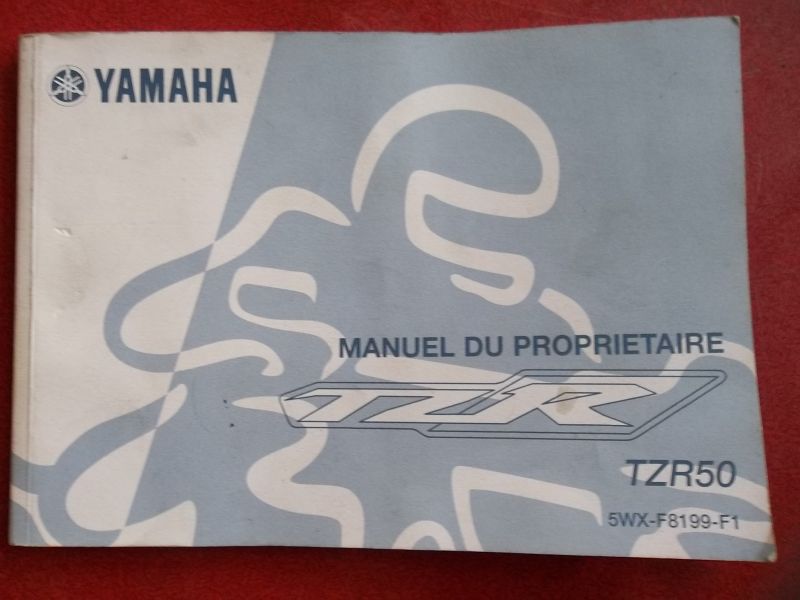 YAMAHA
MANUEL DU PROPRIETAIRE
TZR
TZR50
5WX-F8199-F1